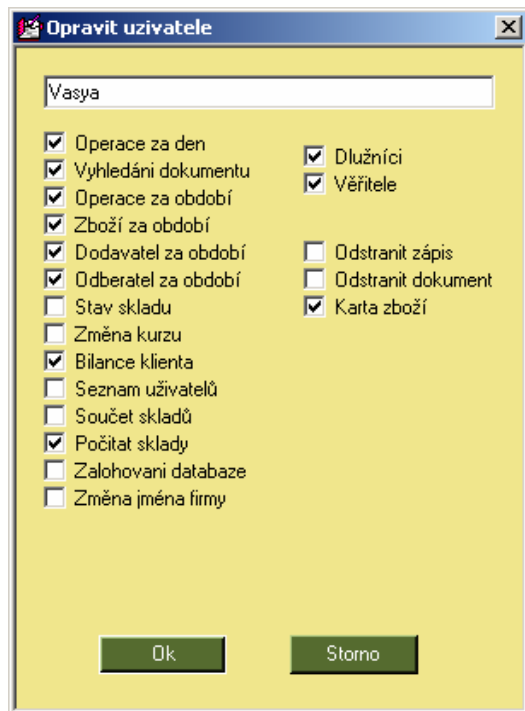 Opravit uzivatele
Vasya
Operace za den
Vyhledáni dokumentu
Operace za období
Zboží za období
Dodavatel za období
Odberatel za období
Stav skladu
Změna kurzu
Bilance klienta
Seznam uživatelů
Součet skladů
Počitat sklady
Zalohovani databaze
Změna jména firmy
Dlužníci
Věřitele
Odstranit zápis
Odstranit dokument
Karta zboží
Ok
Storno